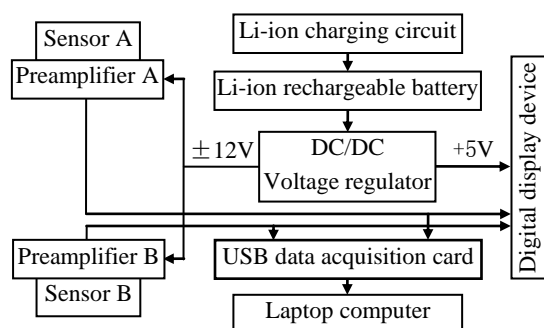 Sensor A
Preamplifier A
Li-ion charging circuit
Li-ion rechargeable battery
±12V
DC/DC
Voltage regulator
+5V
Digital display device
Preamplifier B
Sensor B
USB data acquisition card
Laptop computer